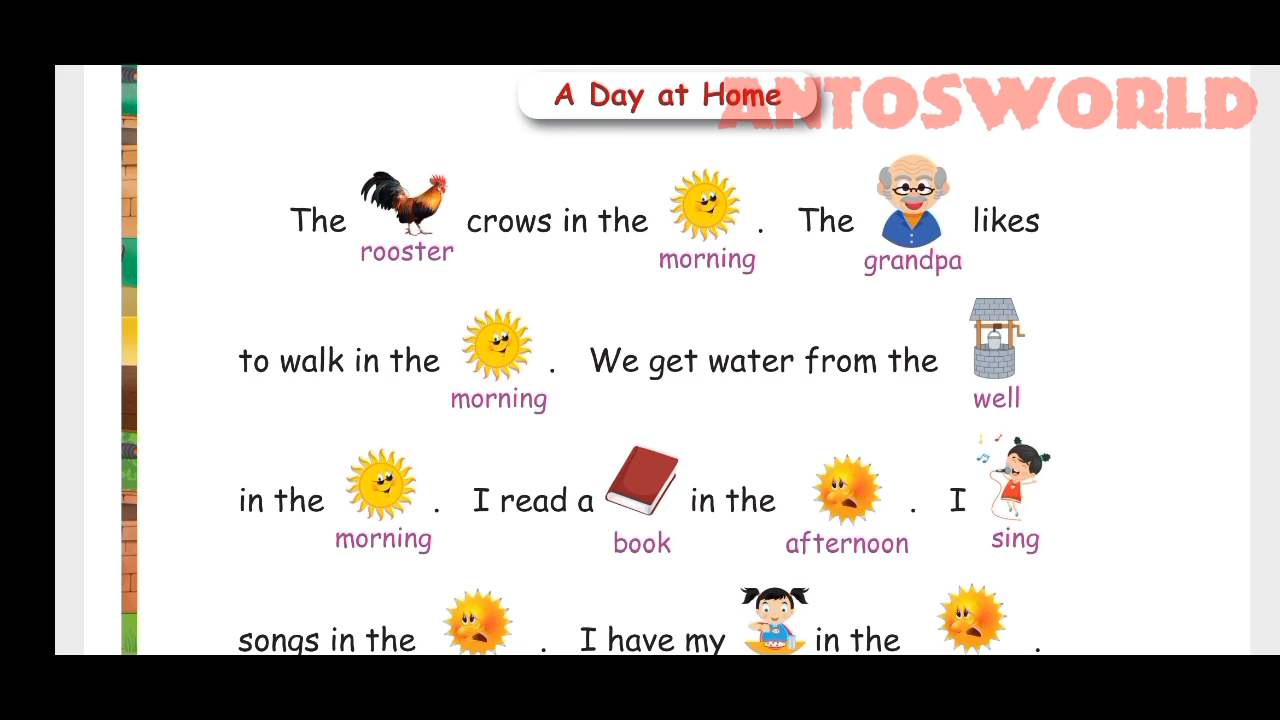 A Day at Home
ANTOSWORLD
The rooster crows in the morning . The grandpa likes
to walk in the morning . We get water from the well
in the morning . I read a book in the afternoon . I sing
songs in the . I have my in the .